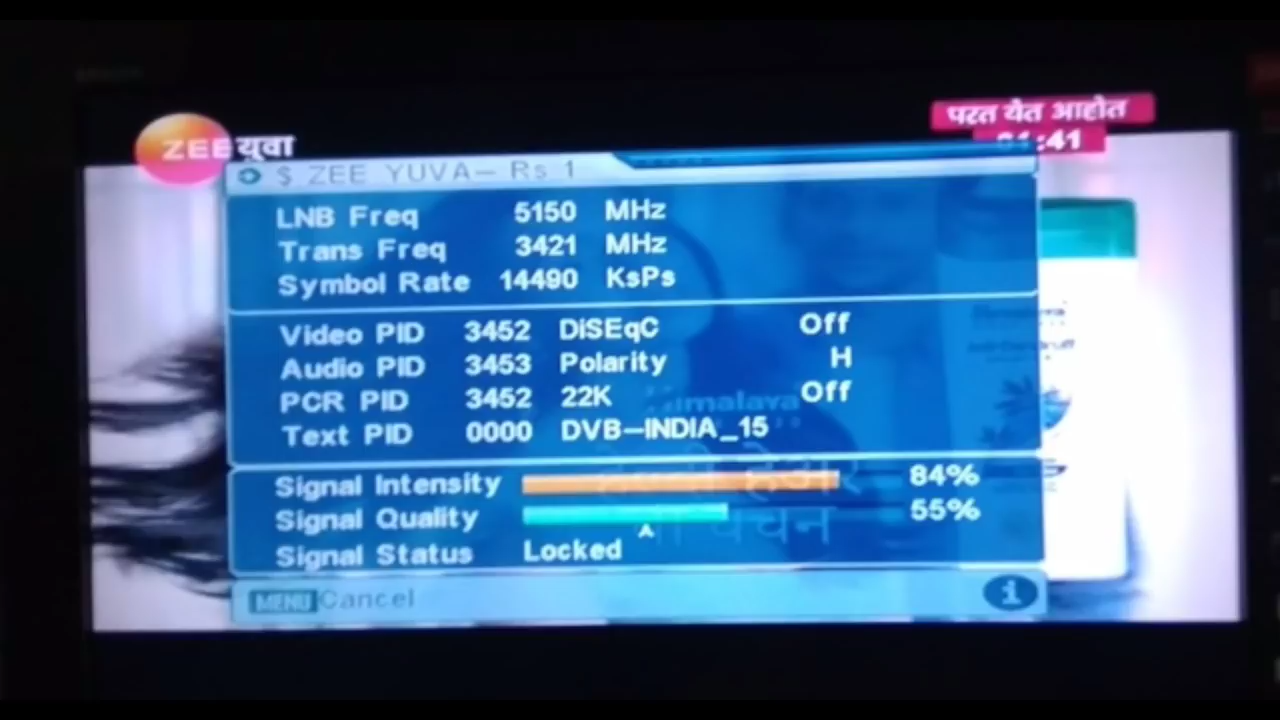 परत येत आहोत
ZEE युवा
:41
$ ZEE YUVA– Rs 1
LNB Freq 5150 MHz
Trans Freq 3421 MHz
Symbol Rate 14490 KsPs
Video PID 3452 DiSEqC Off
Audio PID 3453 Polarity H
PCR PID 3452 22K Off
Text PID 0000 DVB–INDIA_15
Himalaya
Signal Intensity 84%
Signal Quality 55%
Signal Status Locked
MENU Cancel i